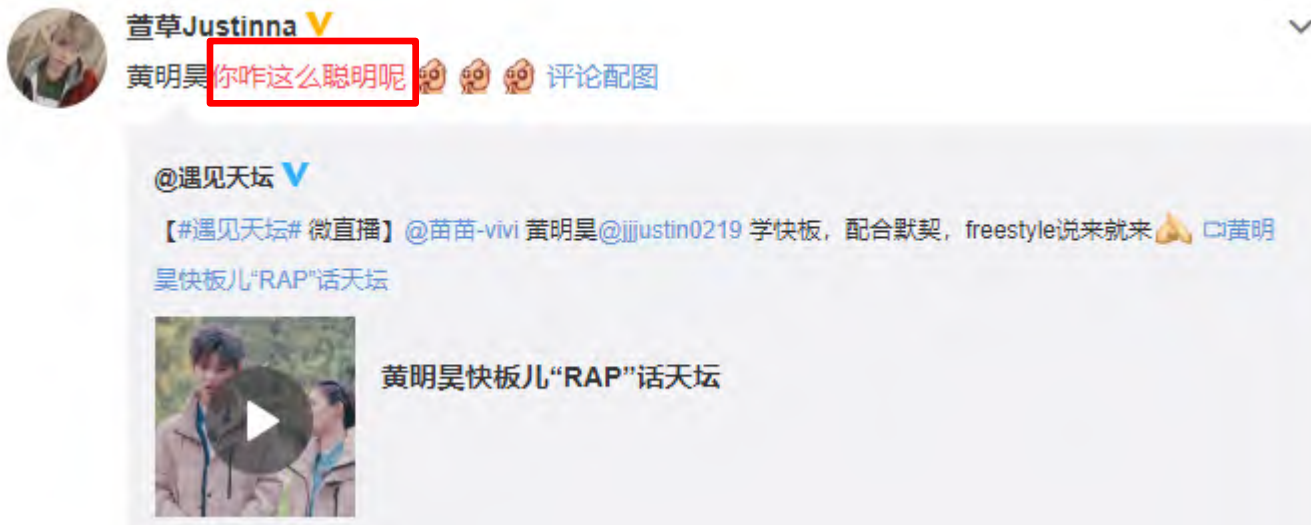 萱草Justinna
黄明昊你咋这么聪明呢 评论配图
@遇见天坛
【#遇见天坛# 微直播】@苗苗-vivi 黄明昊@jjjustin0219 学快板，配合默契，freestyle说来就来 黄明
昊快板儿“RAP”话天坛
黄明昊快板儿“RAP”话天坛